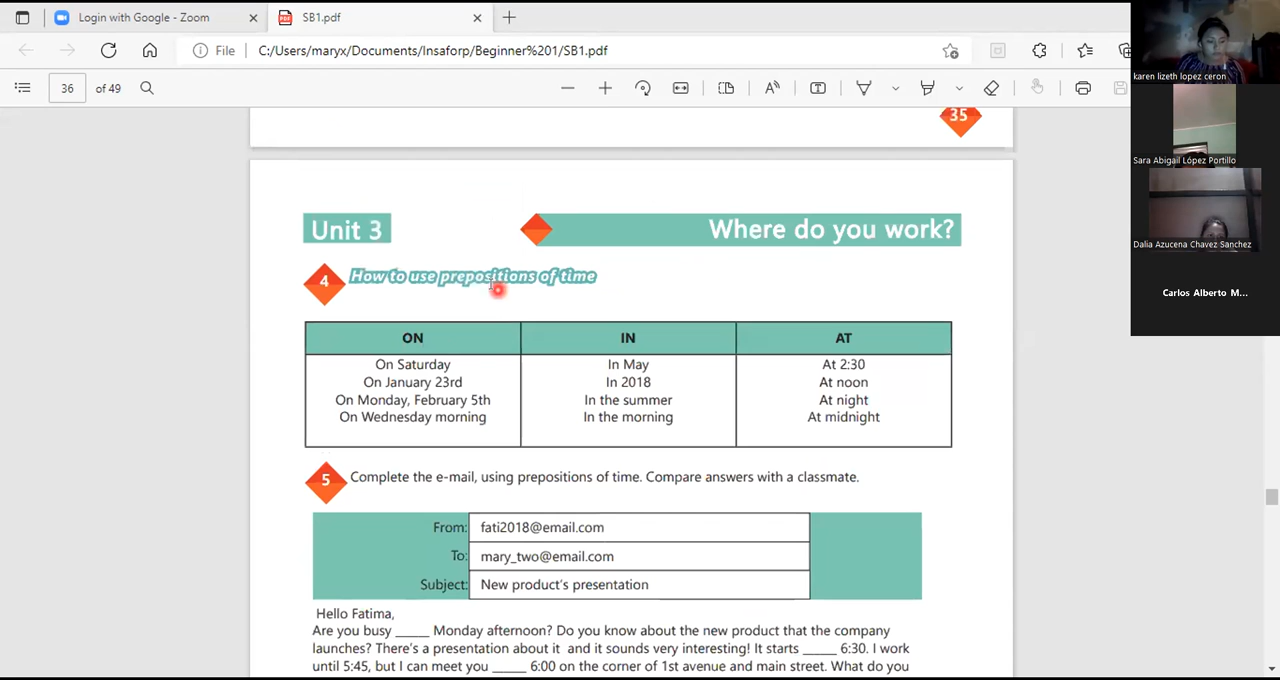 Login with Google - Zoom
SB1.pdf
File
C:/Users/maryx/Documents/Insaforp/Beginner%201/SB1.pdf
36
of 49
35
Unit 3
Where do you work?
4
How to use prepositions of time
ON
IN
AT
On Saturday
In May
At 2:30
On January 23rd
In 2018
At noon
On Monday, February 5th
In the summer
At night
On Wednesday morning
In the morning
At midnight
5
Complete the e-mail, using prepositions of time. Compare answers with a classmate.
From:
fati2018@email.com
To:
mary_two@email.com
Subject:
New product's presentation
Hello Fatima,
Are you busy _____ Monday afternoon? Do you know about the new product that the company
launches? There's a presentation about it and it sounds very interesting! It starts _____ 6:30. I work
until 5:45, but I can meet you _____ 6:00 on the corner of 1st avenue and main street. What do you
karen lizeth lopez ceron
Sara Abigail López Portillo
Dalia Azucena Chavez Sanchez
Carlos Alberto M...